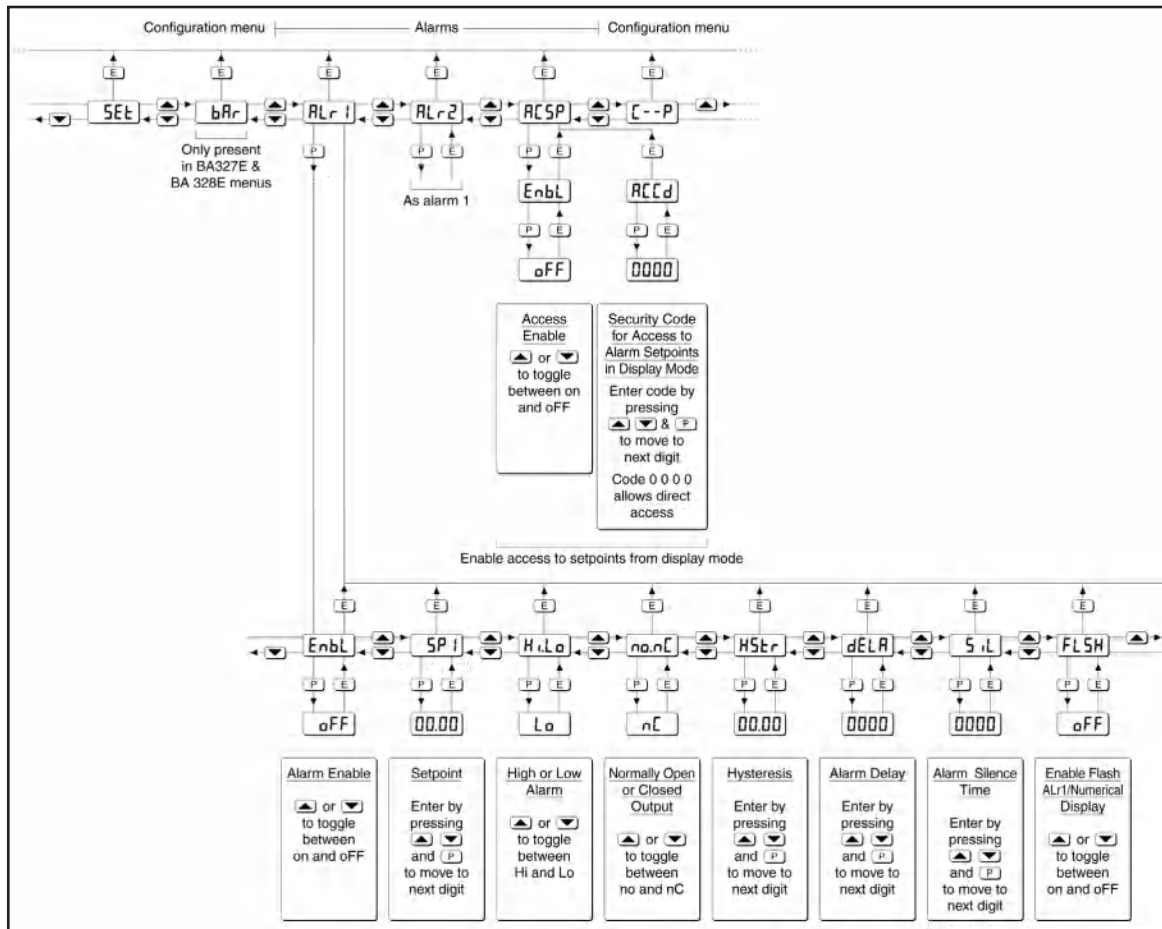 Configuration menu Alarms Configuration menu
E E E E E E
SEt bAr ALr1 ALr2 ACSP C--P
P P E P E E
Only present
in BA327E &
BA 328E menus
As alarm 1
EnbL ACCd
P E P E
oFF 0000
Access
Enable
or
to toggle
between on
and oFF
Security Code
for Access to
Alarm Setpoints
in Display Mode
Enter code by
pressing
& P
to move to
next digit
Code 0 0 0 0
allows direct
access
Enable access to setpoints from display mode
E E E E E E E E
EnbL SP1 Hi.Lo no.nC HStr dELA SiL FLSH
P E P E P E P E P E P E P E P E
oFF 00.00 Lo nC 00.00 0000 0000 oFF
Alarm Enable
or
to toggle
between
on and oFF
Setpoint
Enter by
pressing
and P
to move to
next digit
High or Low
Alarm
or
to toggle
between
Hi and Lo
Normally Open
or Closed
Output
or
to toggle
between
no and nC
Hysteresis
Enter by
pressing
and P
to move to
next digit
Alarm Delay
Enter by
pressing
and P
to move to
next digit
Alarm Silence
Time
Enter by
pressing
and P
to move to
next digit
Enable Flash
ALr1/Numerical
Display
or
to toggle
between
on and oFF